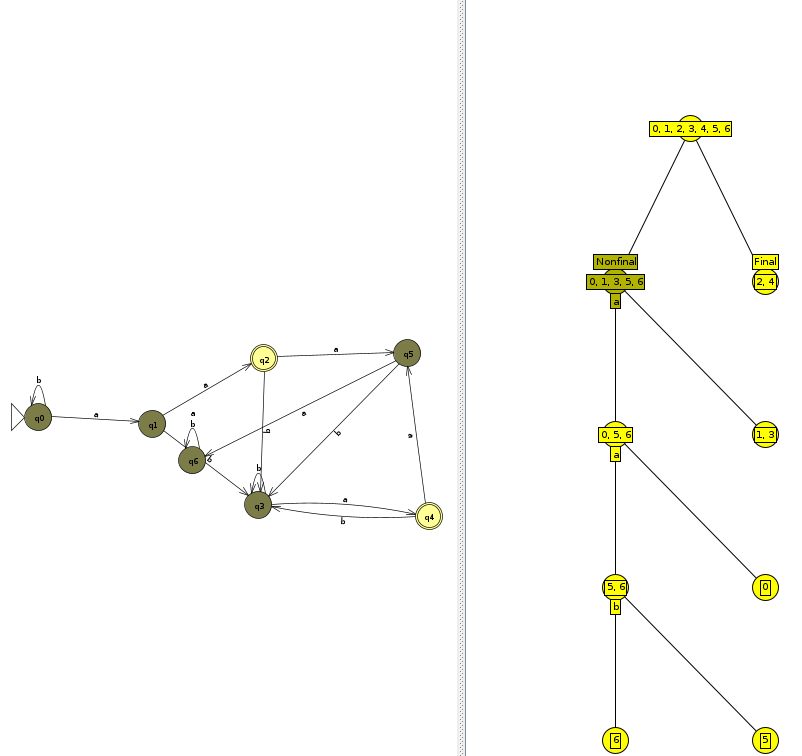 0, 1, 2, 3, 4, 5, 6
Nonfinal
Final
0, 1, 3, 5, 6
2, 4
a
a
q2
q5
b
a
a
a
q0
a
q1
a
b
b
b
a
0, 5, 6
1, 3
a
q6
b
b
q3
a
b
q4
5, 6
0
b
6
5